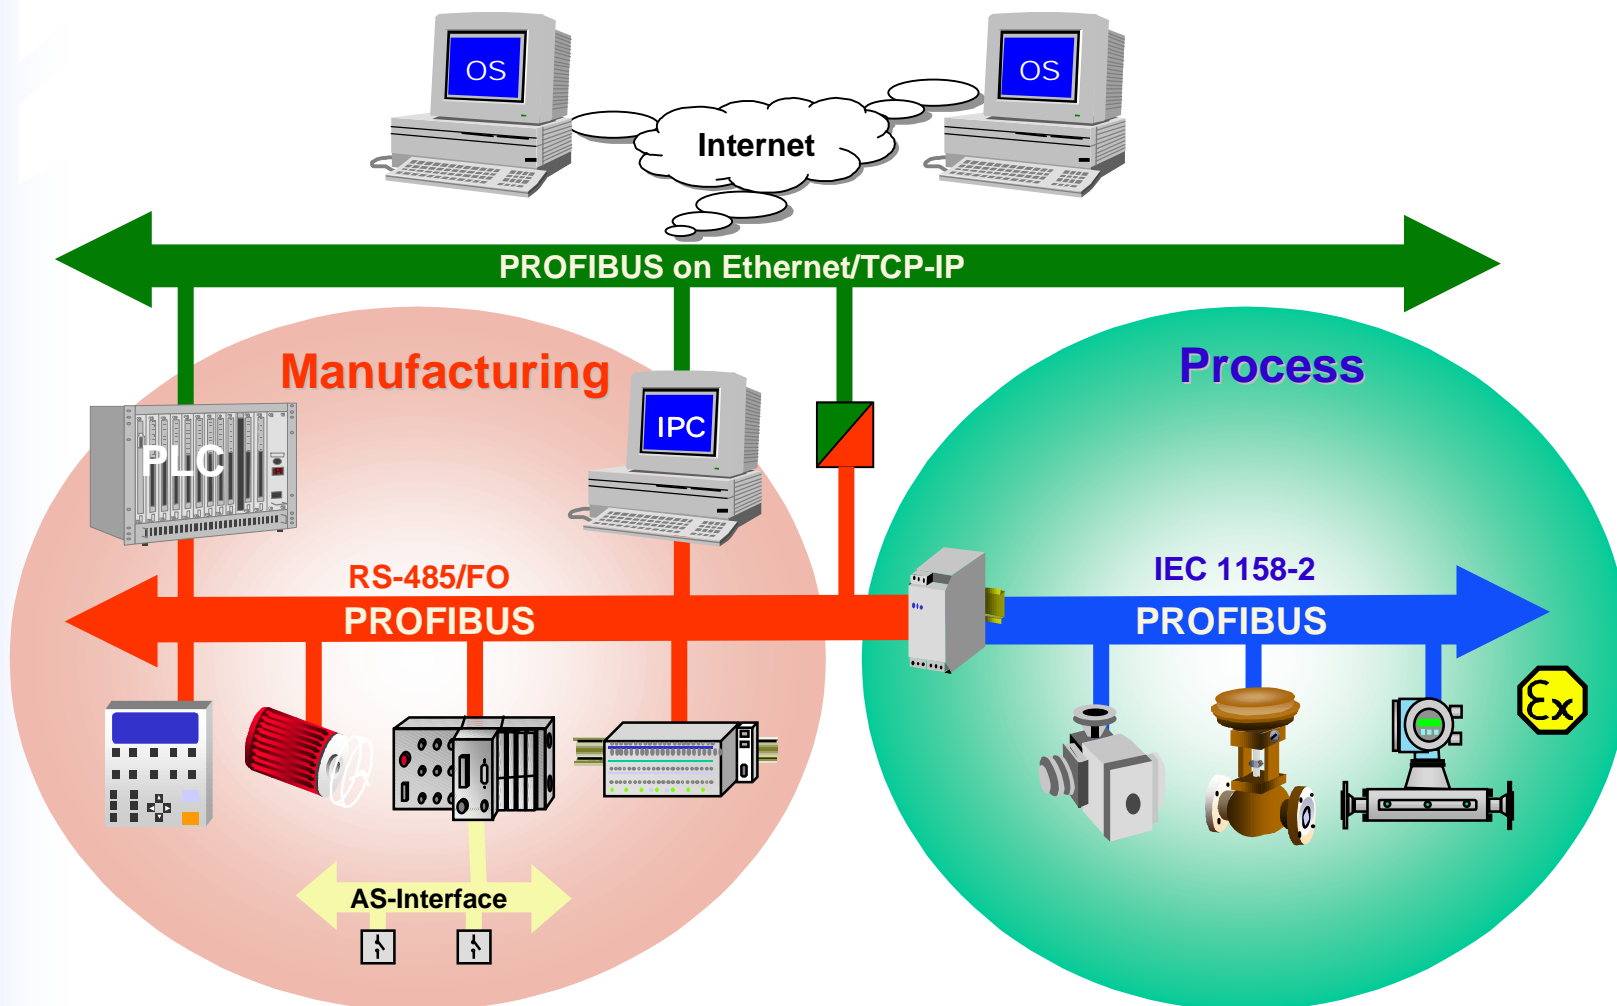 OS
OS
Internet
PROFIBUS on Ethernet/TCP-IP
Manufacturing
Process
PLC
IPC
RS-485/FO
IEC 1158-2
PROFIBUS
PROFIBUS
Ex
AS-Interface